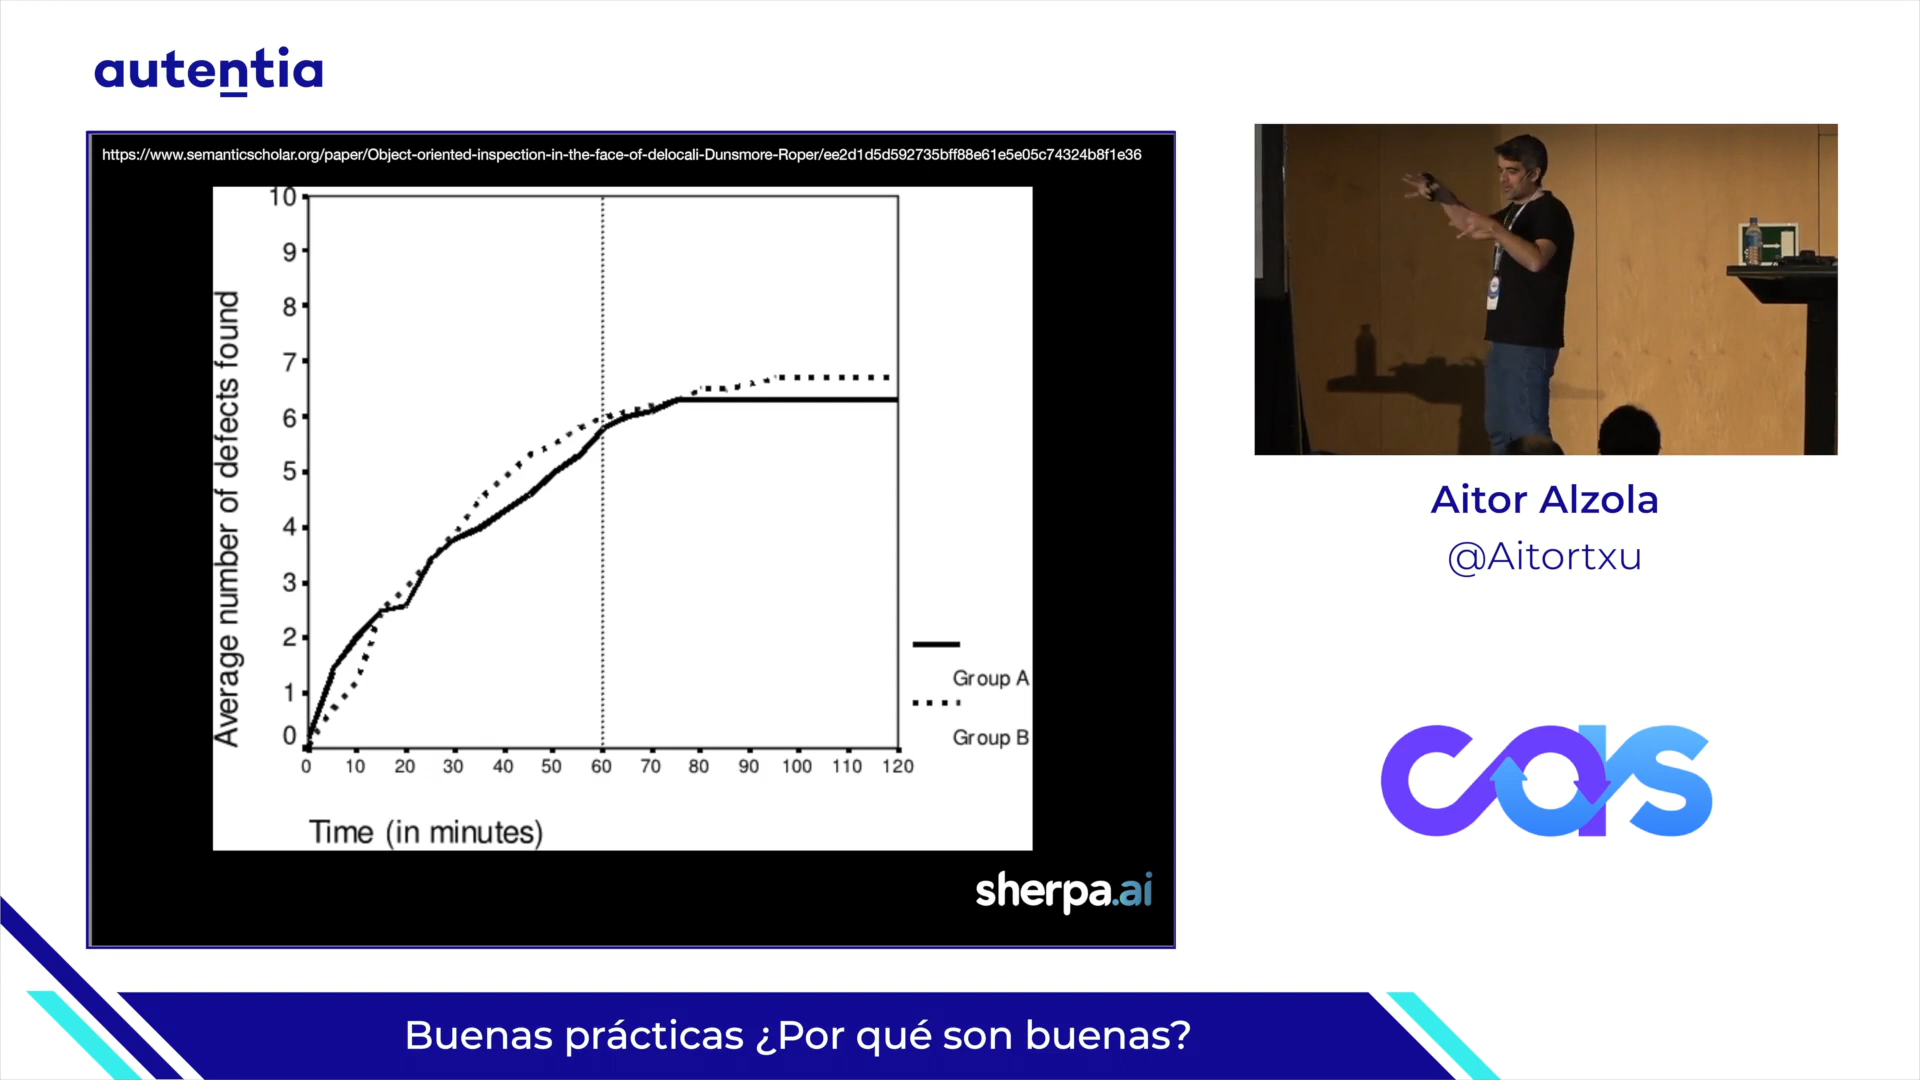 autentia
https://www.semanticscholar.org/paper/Object-oriented-inspection-in-the-face-of-delocali-Dunsmore-Roper/ee2d1d5d592735bff88e61e5e05c74324b8f1e36
Average number of defects found
10
9
8
7
6
5
4
3
2
1
0
0 10 20 30 40 50 60 70 80 90 100 110 120
Time (in minutes)
Group A
Group B
sherpa.ai
Aitor Alzola
@Aitortxu
cas
Buenas prácticas ¿Por qué son buenas?